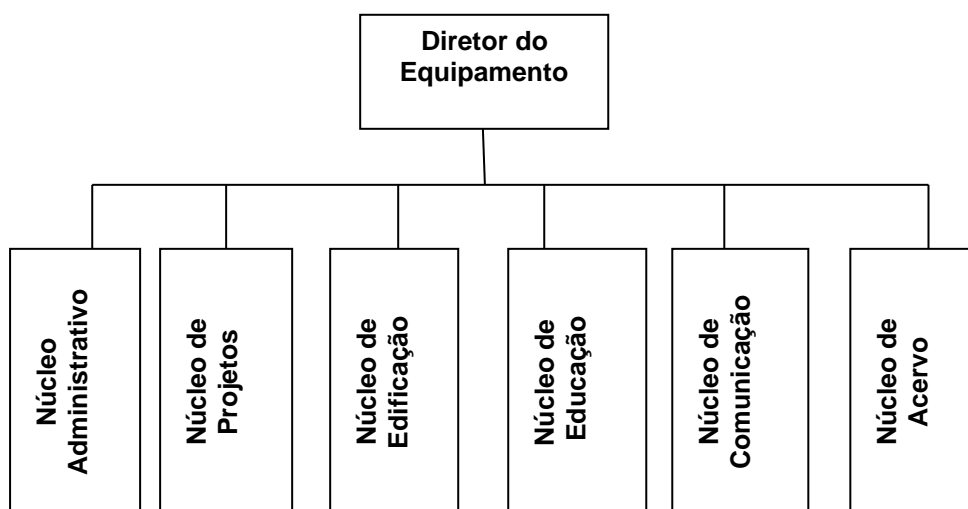 Diretor do
Equipamento
Núcleo
Administrativo
Núcleo de
Projetos
Núcleo de
Edificação
Núcleo de
Educação
Núcleo de
Comunicação
Núcleo de
Acervo